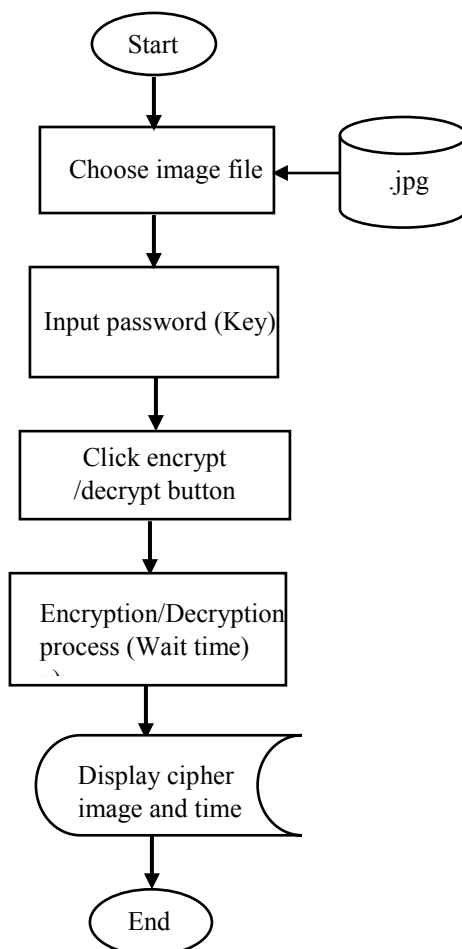 Start
Choose image file
.jpg
Input password (Key)
Click encrypt
/decrypt button
Encryption/Decryption
process (Wait time)
Display cipher
image and time
End